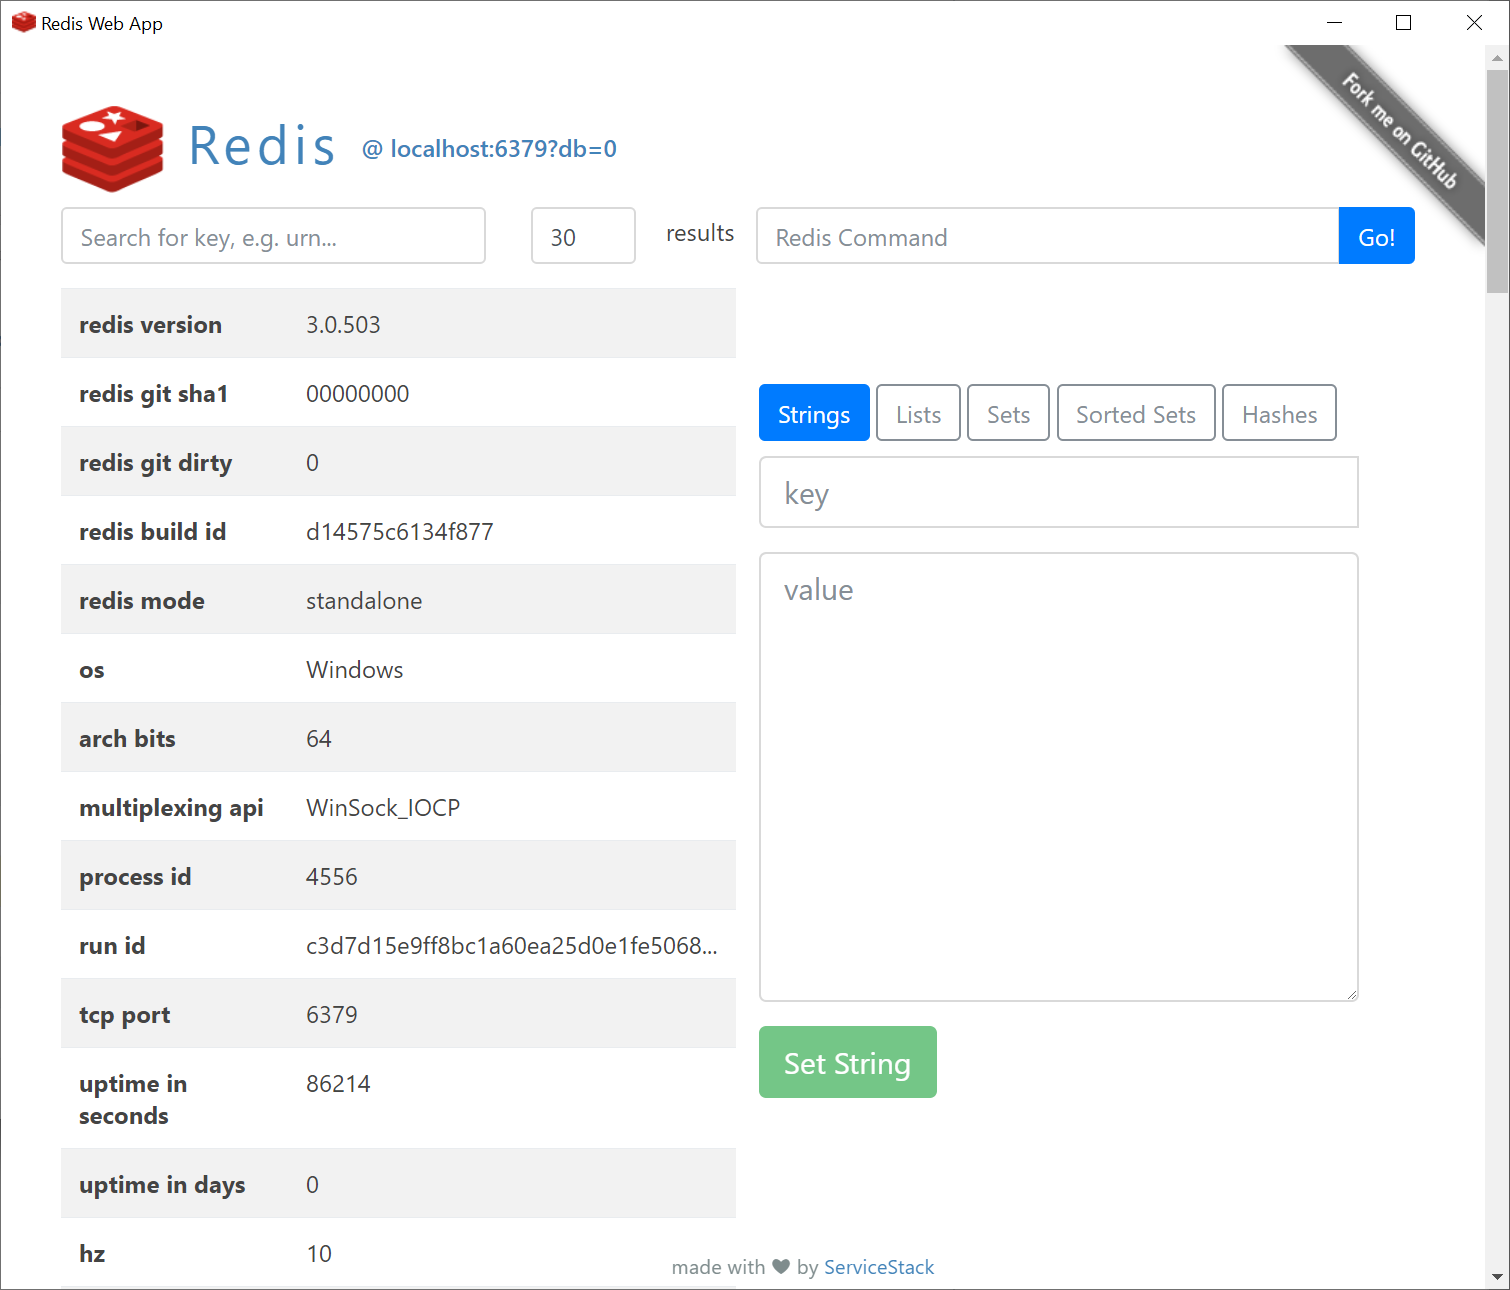 Redis Web App
Fork me on GitHub
Redis @ localhost:6379?db=0
Search for key, e.g. urn...
30
results
Redis Command
Go!
redis version 3.0.503
redis git sha1 00000000
redis git dirty 0
redis build id d14575c6134f877
redis mode standalone
os Windows
arch bits 64
multiplexing api WinSock_IOCP
process id 4556
run id c3d7d15e9ff8bc1a60ea25d0e1fe5068...
tcp port 6379
uptime in 86214
seconds
uptime in days 0
hz 10
Strings Lists Sets Sorted Sets Hashes
key
value
Set String
made with ♥ by ServiceStack